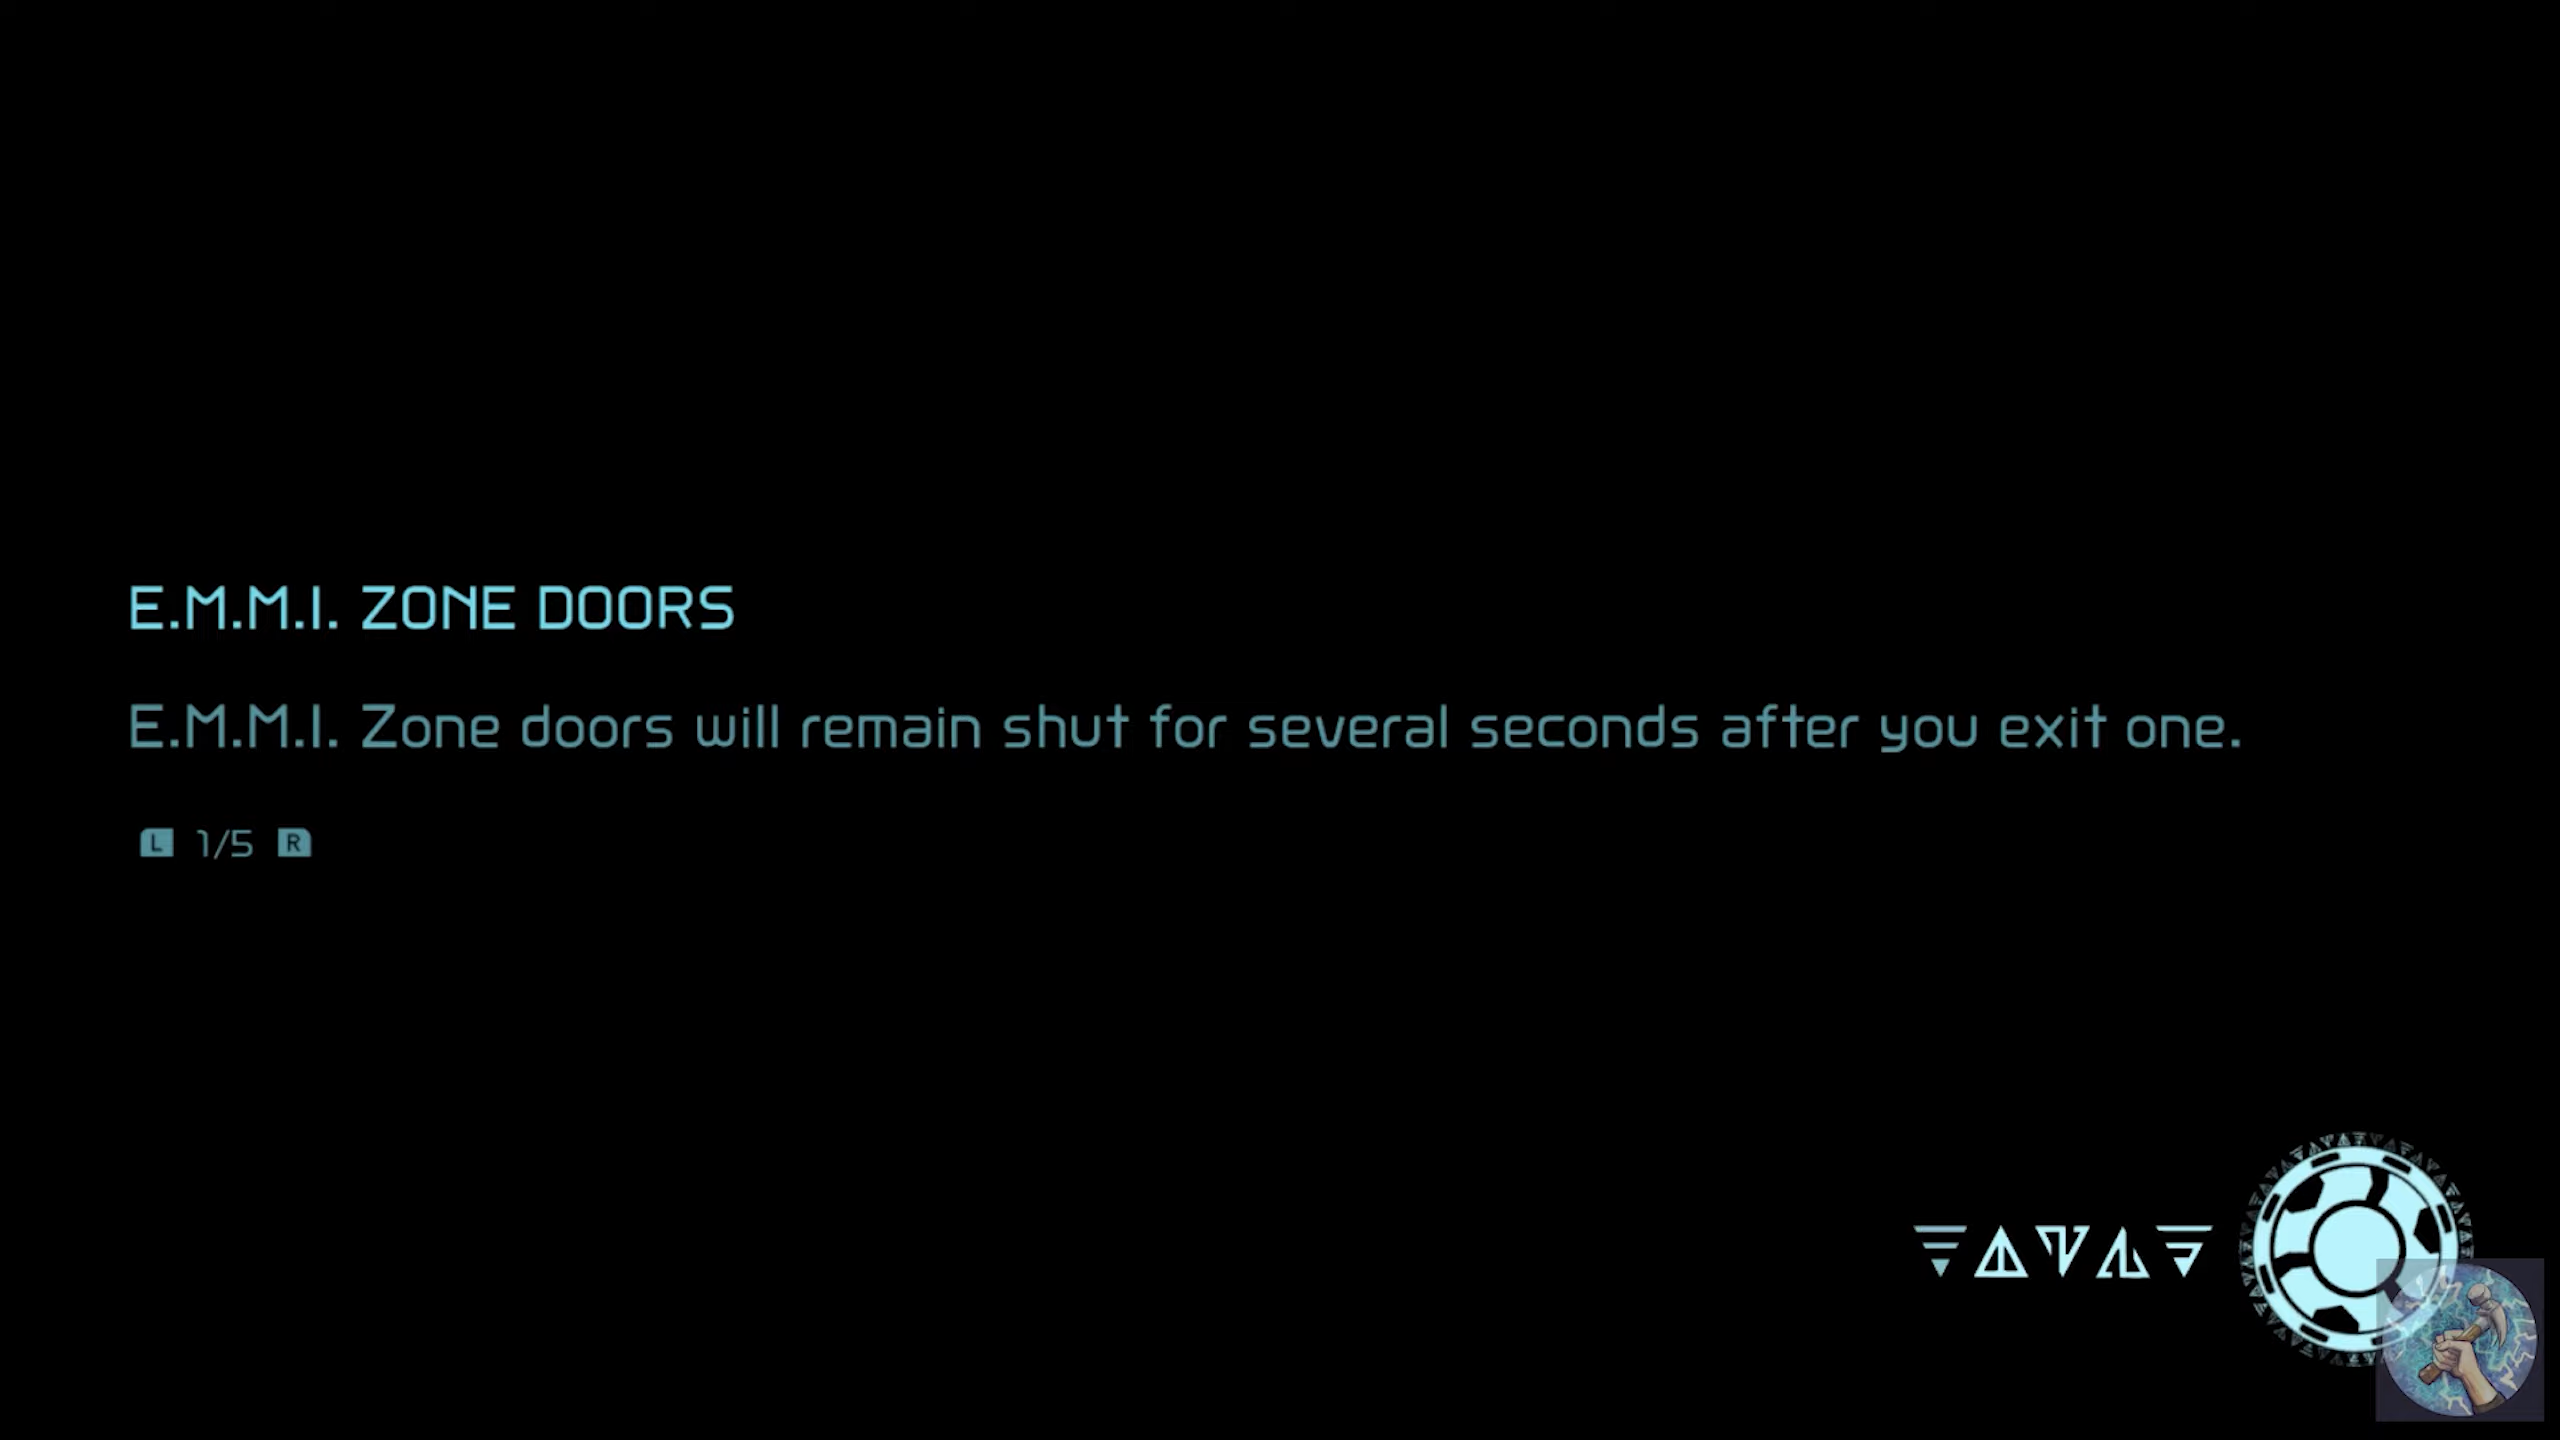 E.M.M.I. ZONE DOORS
E.M.M.I. Zone doors will remain shut for several seconds after you exit one.
L 1/5 R